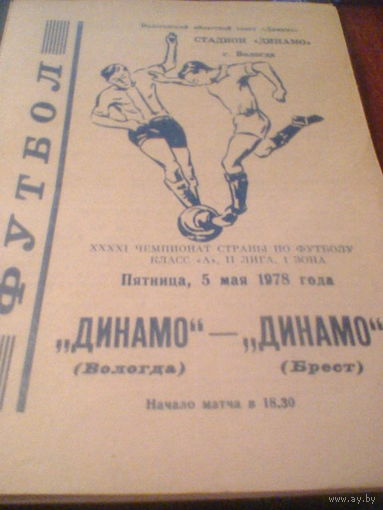 ФУТБОЛ
Вологодский областной совет «Динамо»
СТАДИОН «ДИНАМО»
г. Вологда
XXXXI ЧЕМПИОНАТ СТРАНЫ ПО ФУТБОЛУ
КЛАСС «А», II ЛИГА, 1 ЗОНА
Пятница, 5 мая 1978 года
„ДИНАМО“ — „ДИНАМО“
(Вологда) (Брест)
Начало матча в 18.30
www.ay.by